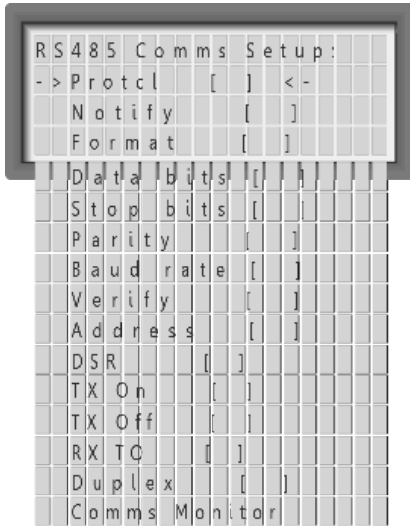 RS485 Comms Setup:
->Protcl [ ] <-
Notify [ ]
Format [ ]
Data bits [ ]
Stop bits [ ]
Parity [ ]
Baud rate [ ]
Verify [ ]
Address [ ]
DSR [ ]
TX On [ ]
TX Off [ ]
RX TO [ ]
Duplex [ ]
Comms Monitor